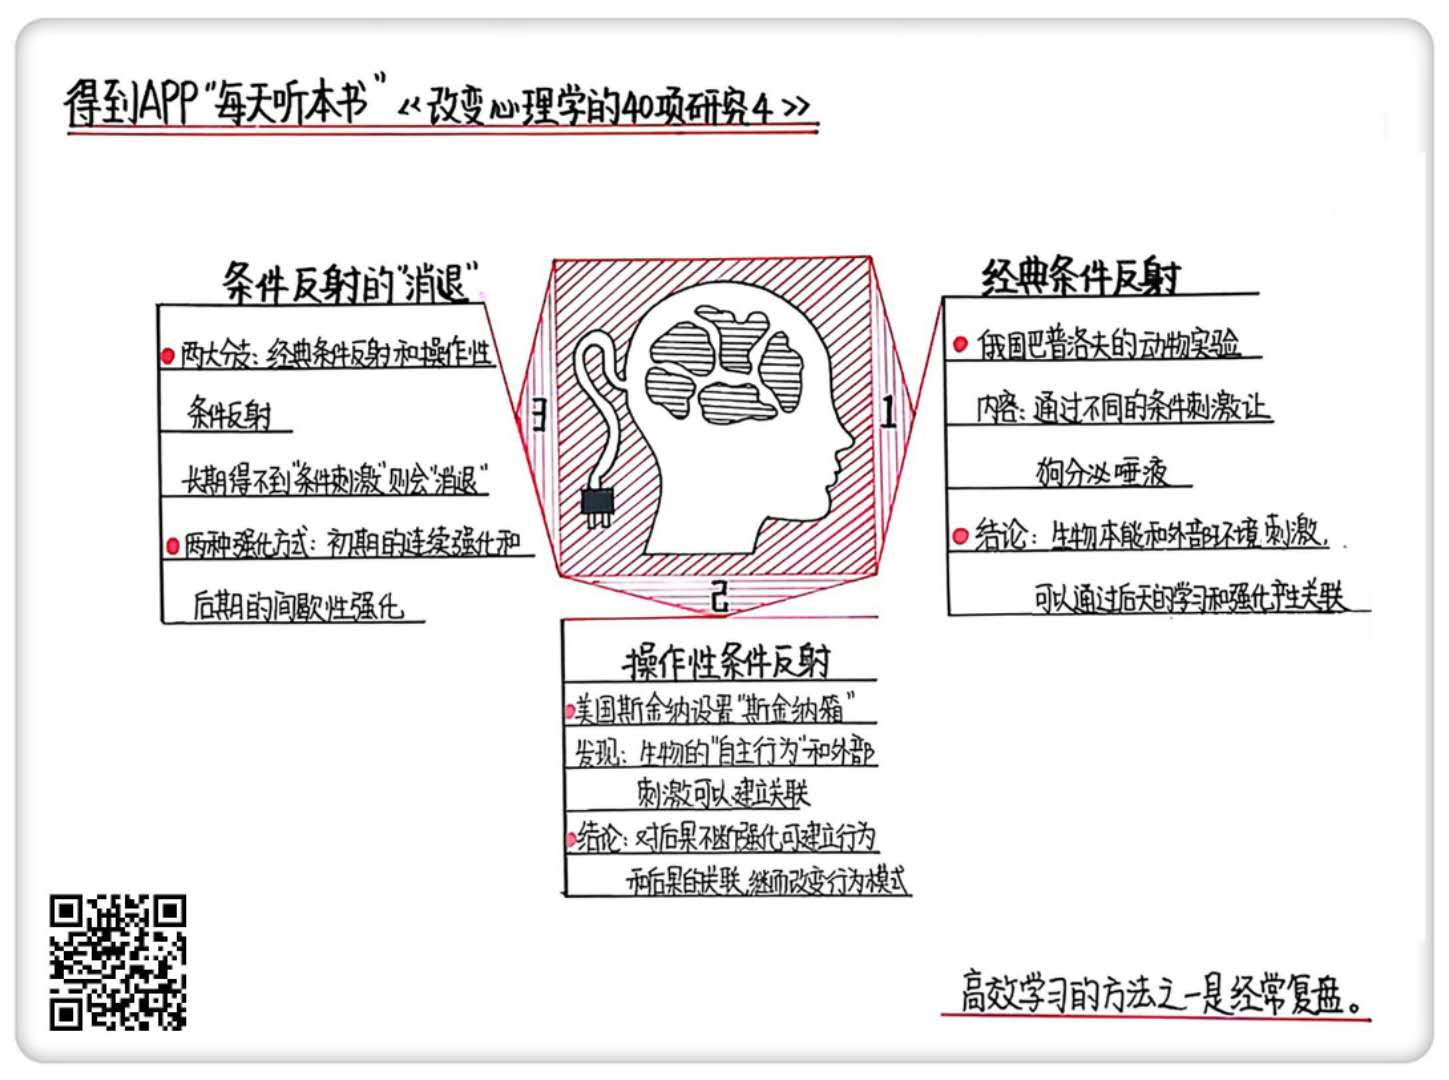 得到APP“每天听本书”《改变心理学的40项研究4》
1
经典条件反射
俄国巴普洛夫的动物实验
内容：通过不同的条件刺激让
狗分泌唾液
结论：生物本能和外部环境刺激，
可以通过后天的学习和强化产生关联
2
操作性条件反射
美国斯金纳设置“斯金纳箱”
发现：生物的“自主行为”和外部
刺激可以建立关联
结论：对后果不断强化可建立行为
和后果的关联，继而改变行为模式
3
条件反射的“消退”
两大分支：经典条件反射和操作性
条件反射
长期得不到“条件刺激”则会“消退”
两种强化方式：初期的连续强化和
后期的间歇性强化
高效学习的方法之一是经常复盘。